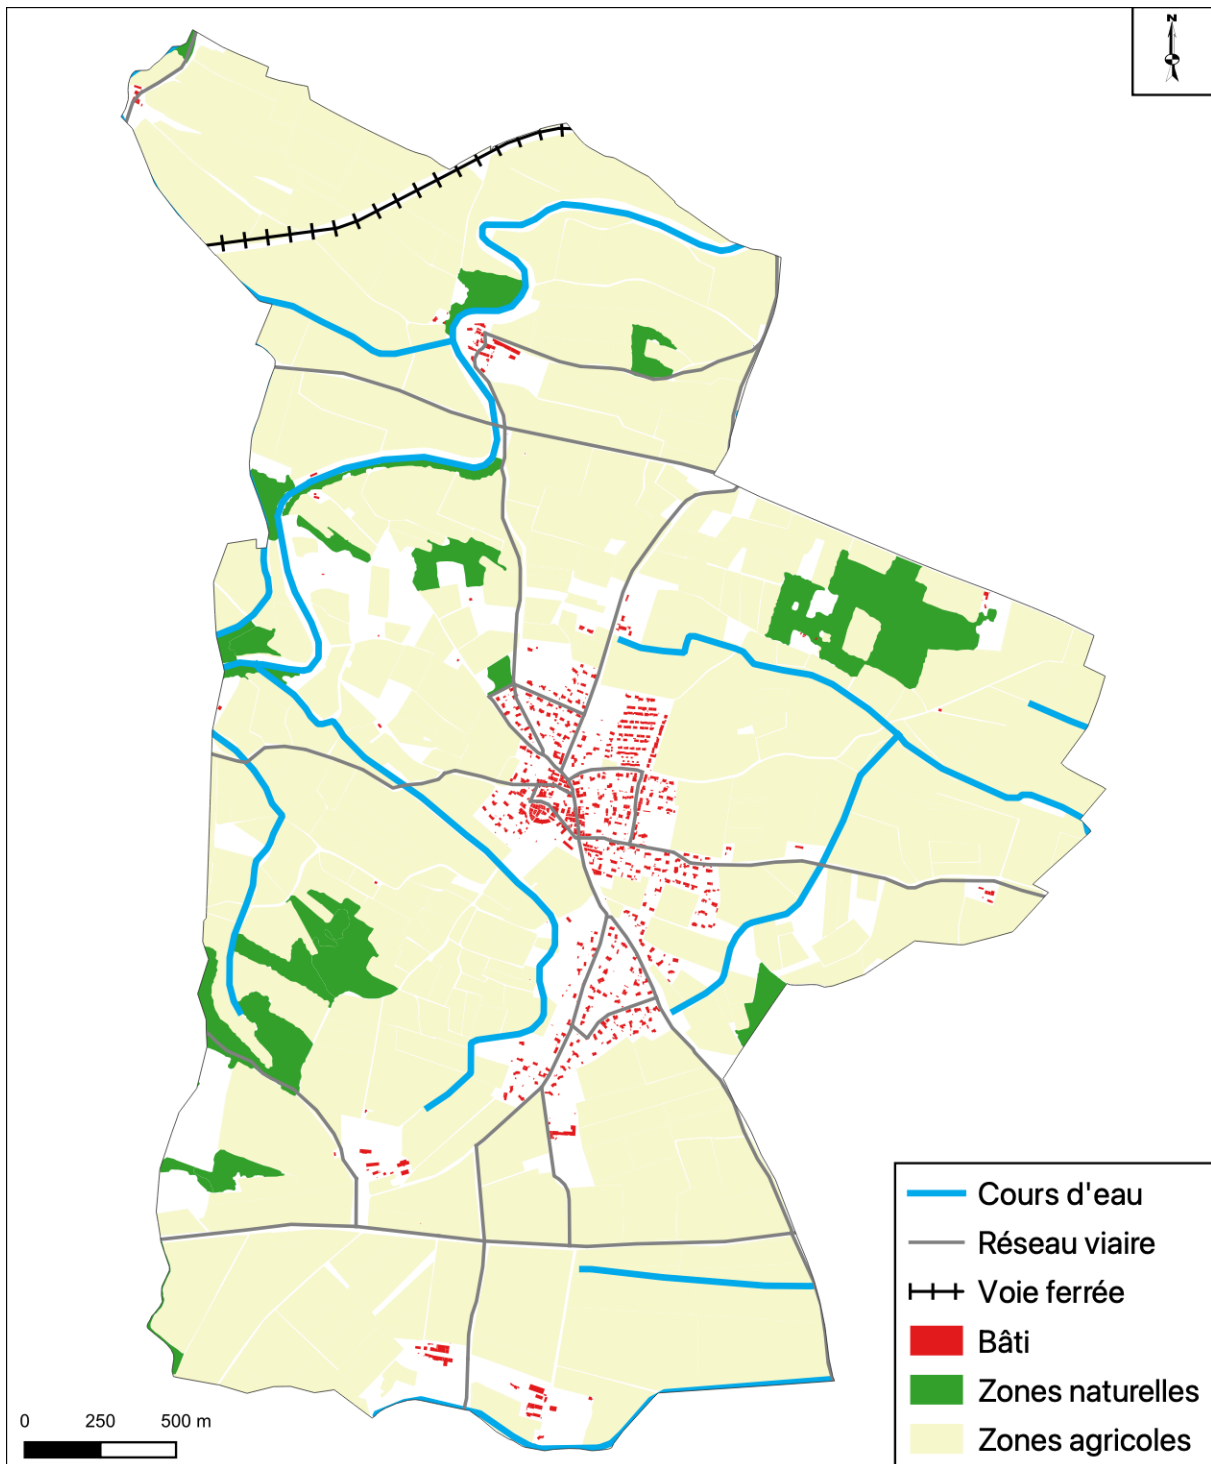 N
Cours d'eau
Réseau viaire
Voie ferrée
Bâti
Zones naturelles
Zones agricoles
0 250 500 m